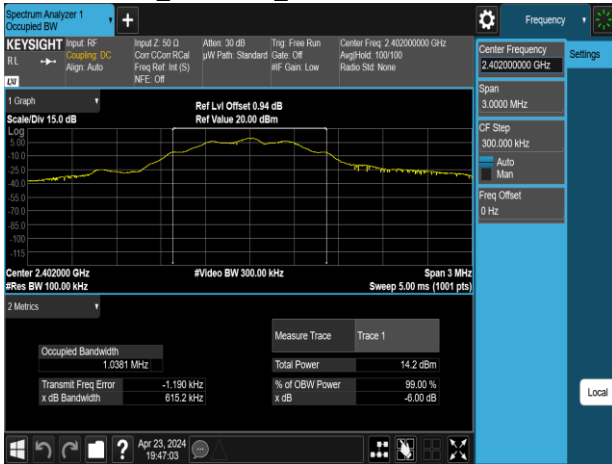 Spectrum Analyzer 1
Occupied BW
Frequency
KEYSIGHT
RL
LXI
Input: RF
Coupling: DC
Align: Auto
Input Z: 50 Ω
Corr CCorr RCal
Freq Ref: Int (S)
NFE: Off
Atten: 30 dB
µW Path: Standard
Trig: Free Run
Gate: Off
#IF Gain: Low
Center Freq: 2.402000000 GHz
Avg|Hold: 100/100
Radio Std: None
Center Frequency
2.402000000 GHz
Settings
Span
3.0000 MHz
CF Step
300.000 kHz
Auto
Man
Freq Offset
0 Hz
Local
1 Graph
Scale/Div 15.0 dB
Ref Lvl Offset 0.94 dB
Ref Value 20.00 dBm
Log
5.00
-10.0
-25.0
-40.0
-55.0
-70.0
-85.0
-100
-115
Center 2.402000 GHz
#Res BW 100.00 kHz
#Video BW 300.00 kHz
Span 3 MHz
Sweep 5.00 ms (1001 pts)
2 Metrics
Measure Trace Trace 1
Occupied Bandwidth
1.0381 MHz
Total Power 14.2 dBm
Transmit Freq Error -1.190 kHz
% of OBW Power 99.00 %
x dB Bandwidth 615.2 kHz
x dB -6.00 dB
Apr 23, 2024
19:47:03